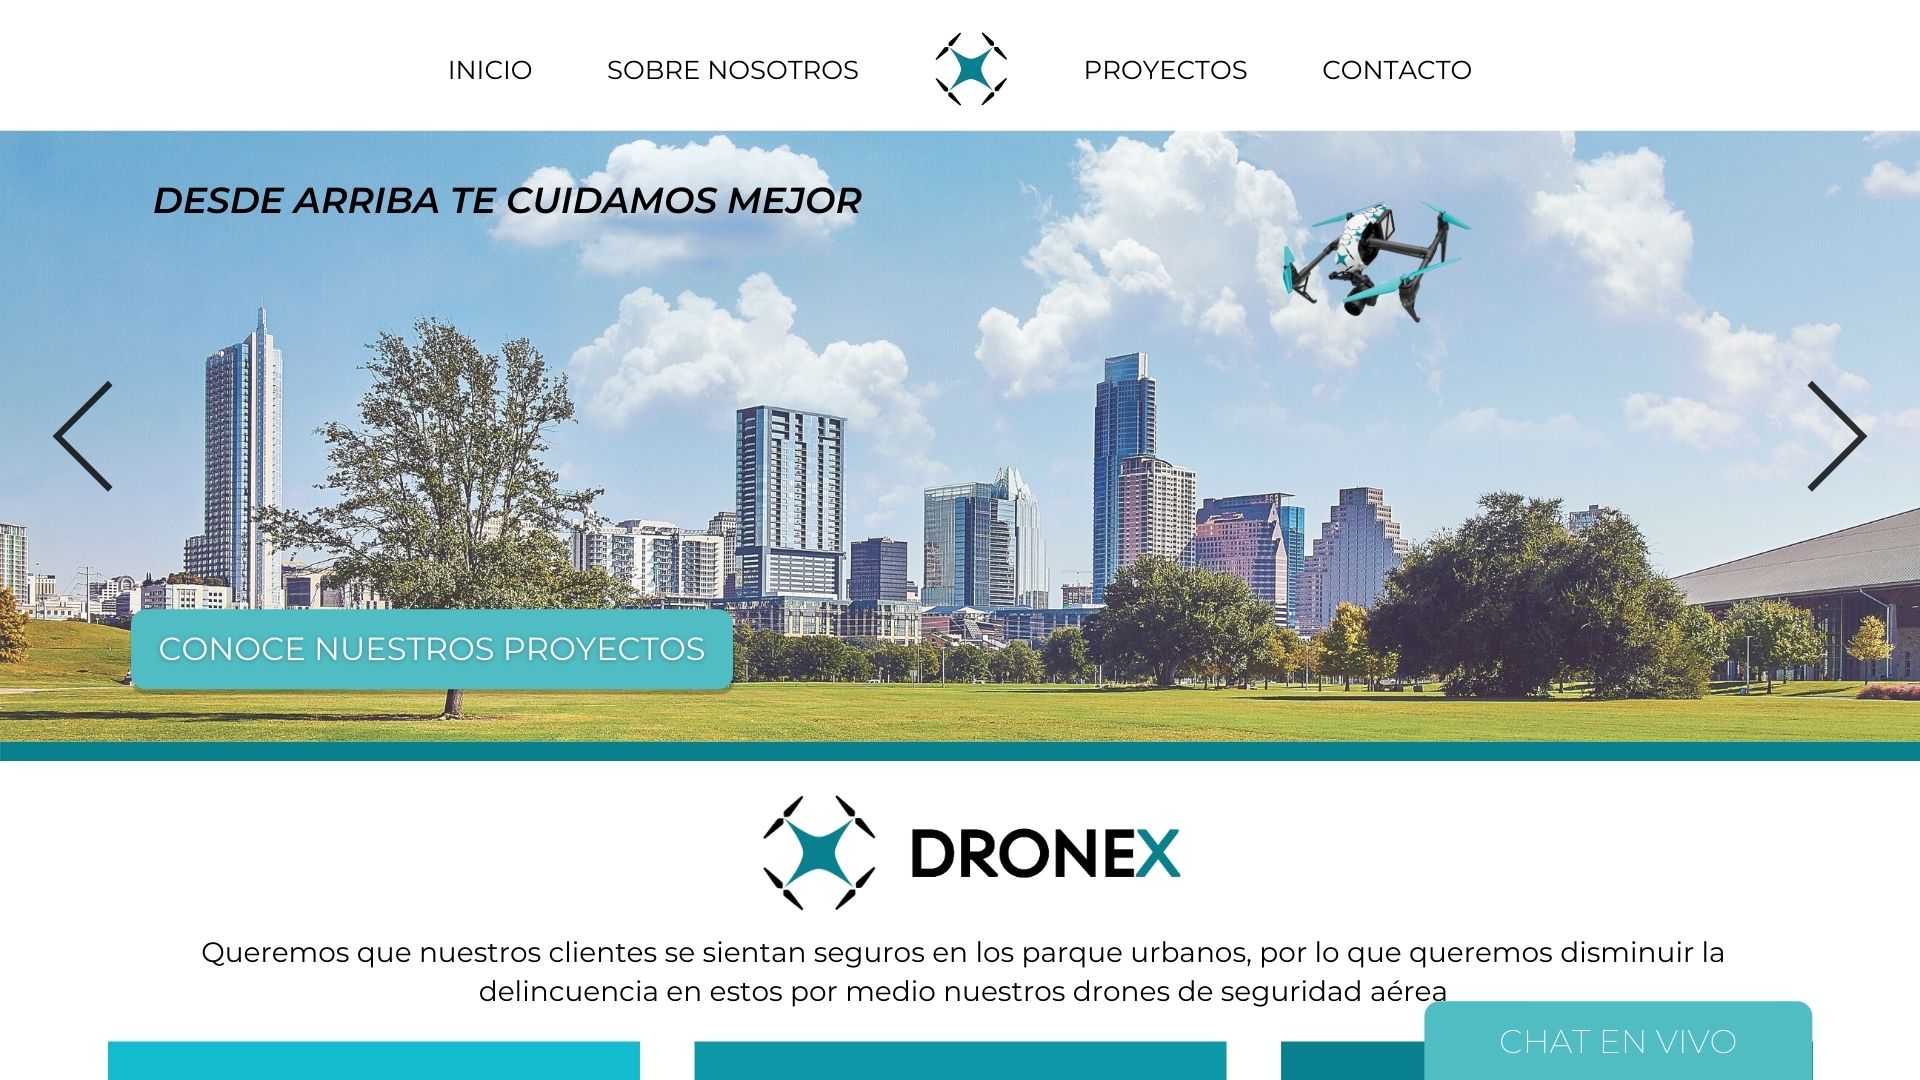 INICIO SOBRE NOSOTROS PROYECTOS CONTACTO
DESDE ARRIBA TE CUIDAMOS MEJOR
CONOCE NUESTROS PROYECTOS
DRONEX
Queremos que nuestros clientes se sientan seguros en los parque urbanos, por lo que queremos disminuir la
delincuencia en estos por medio nuestros drones de seguridad aérea
CHAT EN VIVO